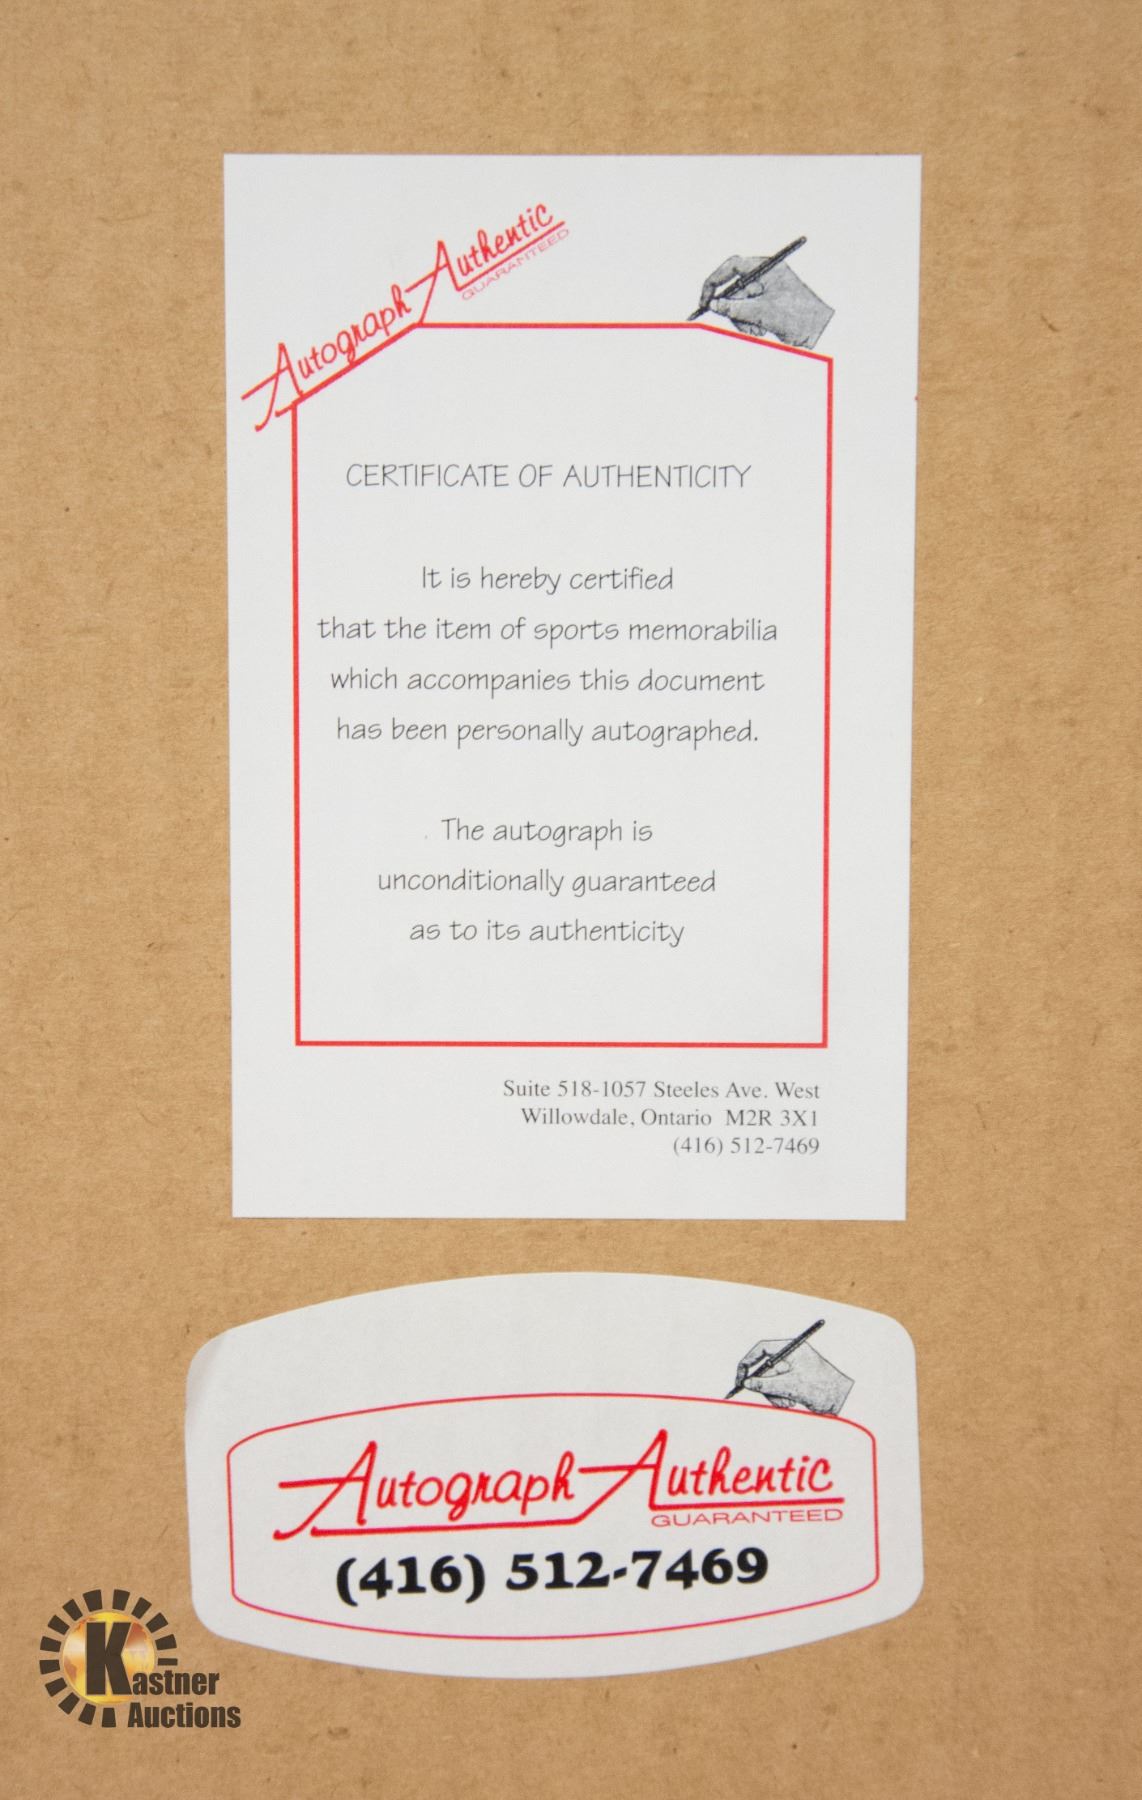 Autograph Authentic
GUARANTEED
CERTIFICATE OF AUTHENTICITY
It is hereby certified
that the item of sports memorabilia
which accompanies this document
has been personally autographed.
The autograph is
unconditionally guaranteed
as to its authenticity
Suite 518-1057 Steeles Ave. West
Willowdale, Ontario M2R 3X1
(416) 512-7469
Autograph Authentic
GUARANTEED
(416) 512-7469
Kastner
Auctions